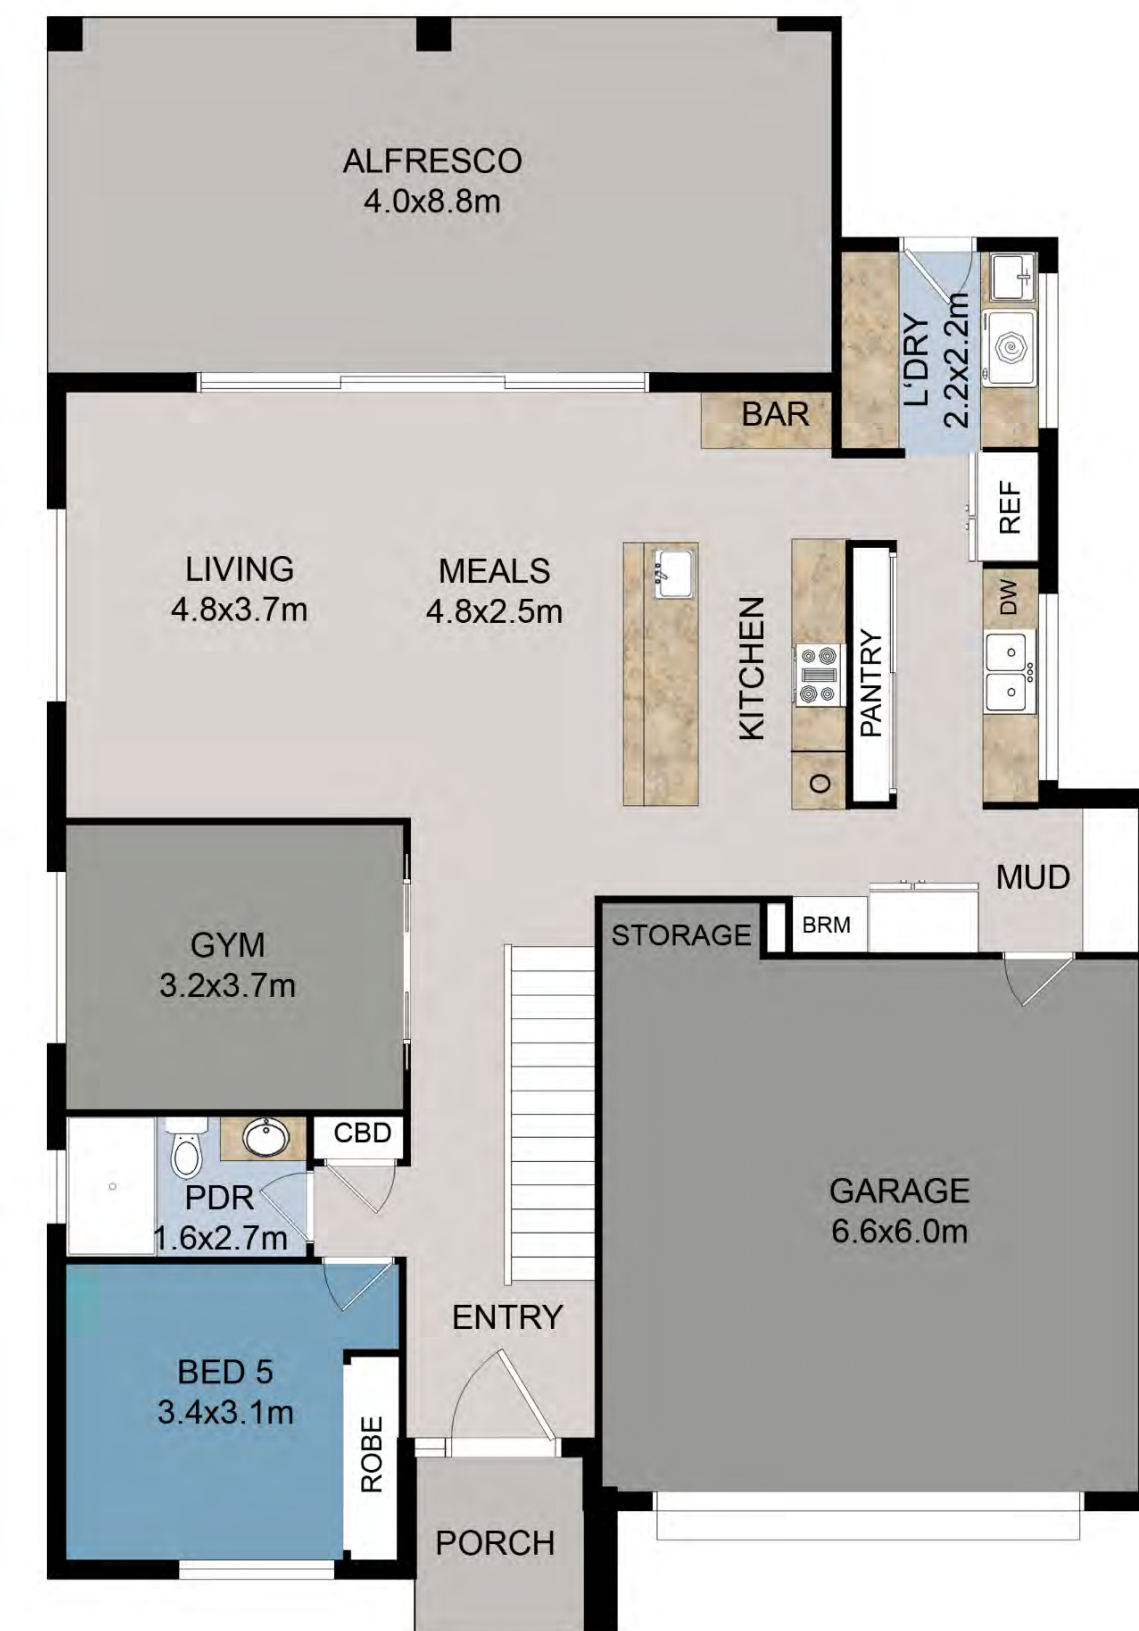 ALFRESCO
4.0x8.8m
L'DRY
2.2x2.2m
BAR
REF
LIVING
4.8x3.7m
MEALS
4.8x2.5m
KITCHEN
PANTRY
DW
O
MUD
GYM
3.2x3.7m
STORAGE
BRM
CBD
PDR
1.6x2.7m
GARAGE
6.6x6.0m
ENTRY
BED 5
3.4x3.1m
ROBE
PORCH